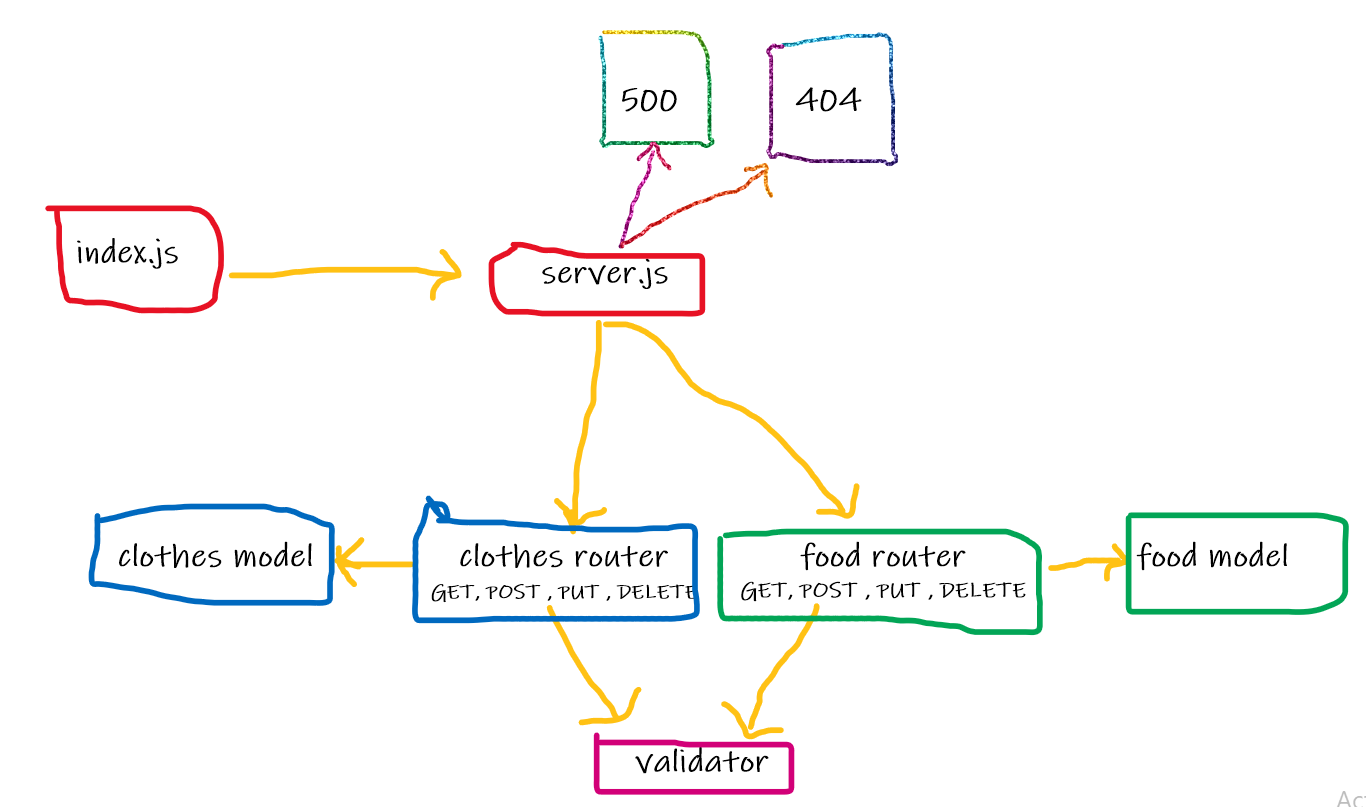 500
404
index.js
server.js
clothes model
clothes router
GET, POST , PUT , DELETE
food router
GET, POST , PUT , DELETE
food model
validator